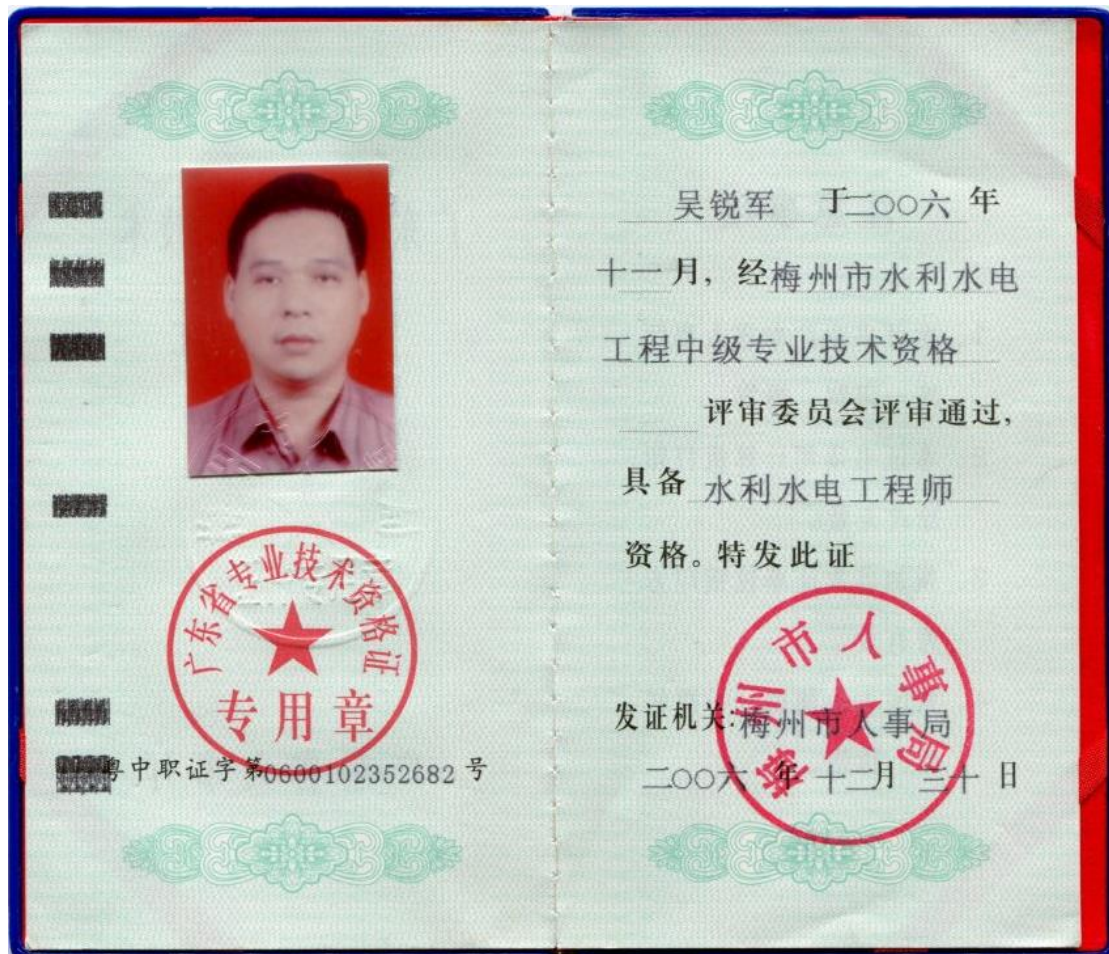 广东省专业技术资格证
专用章
粤中职证字第0600102352682号
吴锐军 于二〇〇六年
十一月，经梅州市水利水电
工程中级专业技术资格
评审委员会评审通过，
具备 水利水电工程师
资格。特发此证
梅州市人事局
发证机关:梅州市人事局
二〇〇六年十二月三十日